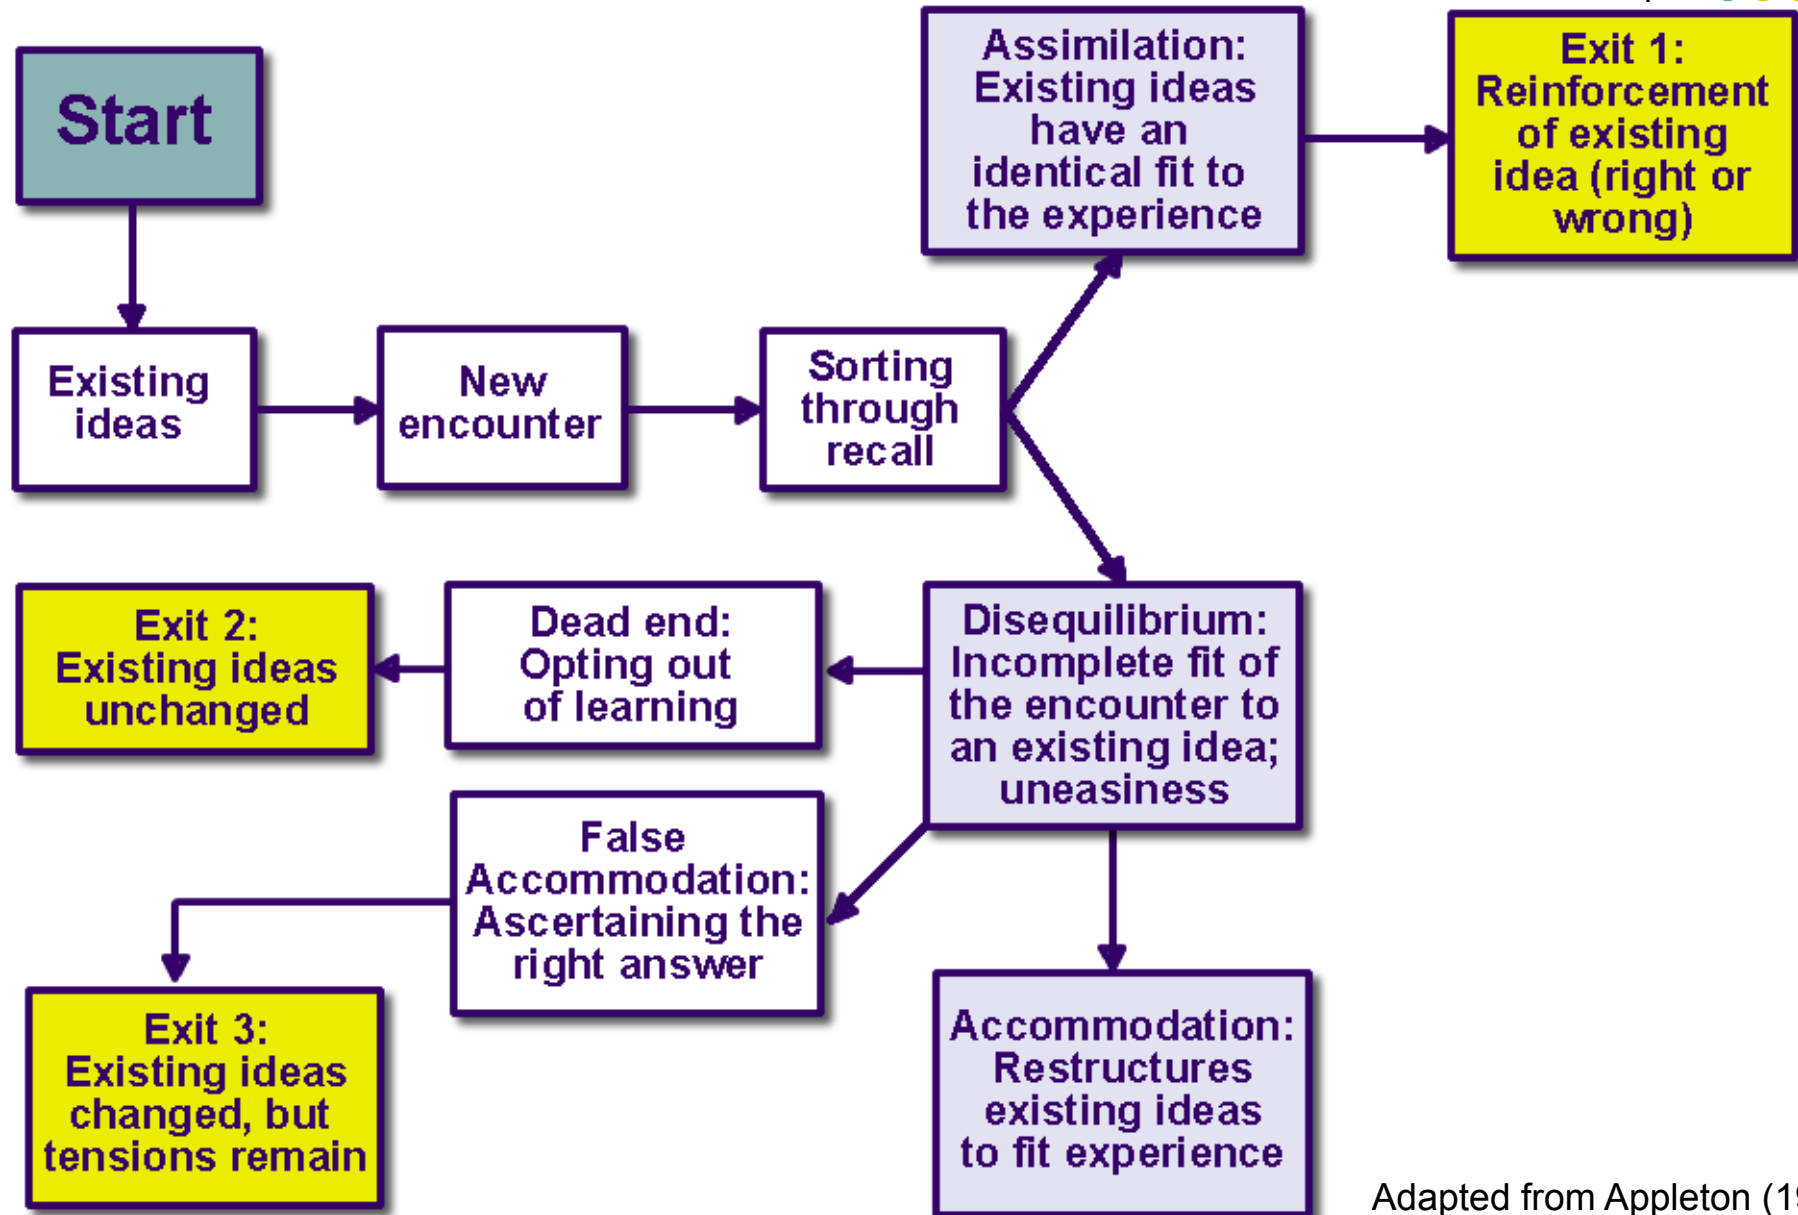 Start
Existing
ideas
New
encounter
Sorting
through
recall
Assimilation:
Existing ideas
have an
identical fit to
the experience
Exit 1:
Reinforcement
of existing
idea (right or
wrong)
Disequilibrium:
Incomplete fit of
the encounter to
an existing idea;
uneasiness
Dead end:
Opting out
of learning
Exit 2:
Existing ideas
unchanged
False
Accommodation:
Ascertaining the
right answer
Exit 3:
Existing ideas
changed, but
tensions remain
Accommodation:
Restructures
existing ideas
to fit experience
Adapted from Appleton (19